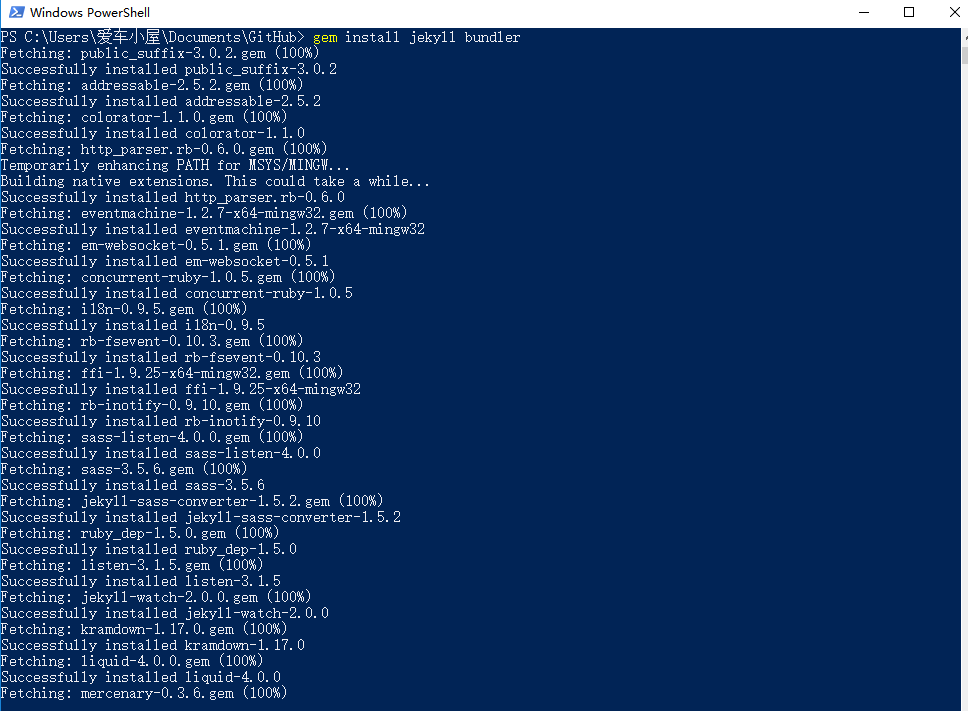 Windows PowerShell
PS C:\Users\爱车小屋\Documents\GitHub> gem install jekyll bundler
Fetching: public_suffix-3.0.2.gem (100%)
Successfully installed public_suffix-3.0.2
Fetching: addressable-2.5.2.gem (100%)
Successfully installed addressable-2.5.2
Fetching: colorator-1.1.0.gem (100%)
Successfully installed colorator-1.1.0
Fetching: http_parser.rb-0.6.0.gem (100%)
Temporarily enhancing PATH for MSYS/MINGW...
Building native extensions. This could take a while...
Successfully installed http_parser.rb-0.6.0
Fetching: eventmachine-1.2.7-x64-mingw32.gem (100%)
Successfully installed eventmachine-1.2.7-x64-mingw32
Fetching: em-websocket-0.5.1.gem (100%)
Successfully installed em-websocket-0.5.1
Fetching: concurrent-ruby-1.0.5.gem (100%)
Successfully installed concurrent-ruby-1.0.5
Fetching: i18n-0.9.5.gem (100%)
Successfully installed i18n-0.9.5
Fetching: rb-fsevent-0.10.3.gem (100%)
Successfully installed rb-fsevent-0.10.3
Fetching: ffi-1.9.25-x64-mingw32.gem (100%)
Successfully installed ffi-1.9.25-x64-mingw32
Fetching: rb-inotify-0.9.10.gem (100%)
Successfully installed rb-inotify-0.9.10
Fetching: sass-listen-4.0.0.gem (100%)
Successfully installed sass-listen-4.0.0
Fetching: sass-3.5.6.gem (100%)
Successfully installed sass-3.5.6
Fetching: jekyll-sass-converter-1.5.2.gem (100%)
Successfully installed jekyll-sass-converter-1.5.2
Fetching: ruby_dep-1.5.0.gem (100%)
Successfully installed ruby_dep-1.5.0
Fetching: listen-3.1.5.gem (100%)
Successfully installed listen-3.1.5
Fetching: jekyll-watch-2.0.0.gem (100%)
Successfully installed jekyll-watch-2.0.0
Fetching: kramdown-1.17.0.gem (100%)
Successfully installed kramdown-1.17.0
Fetching: liquid-4.0.0.gem (100%)
Successfully installed liquid-4.0.0
Fetching: mercenary-0.3.6.gem (100%)